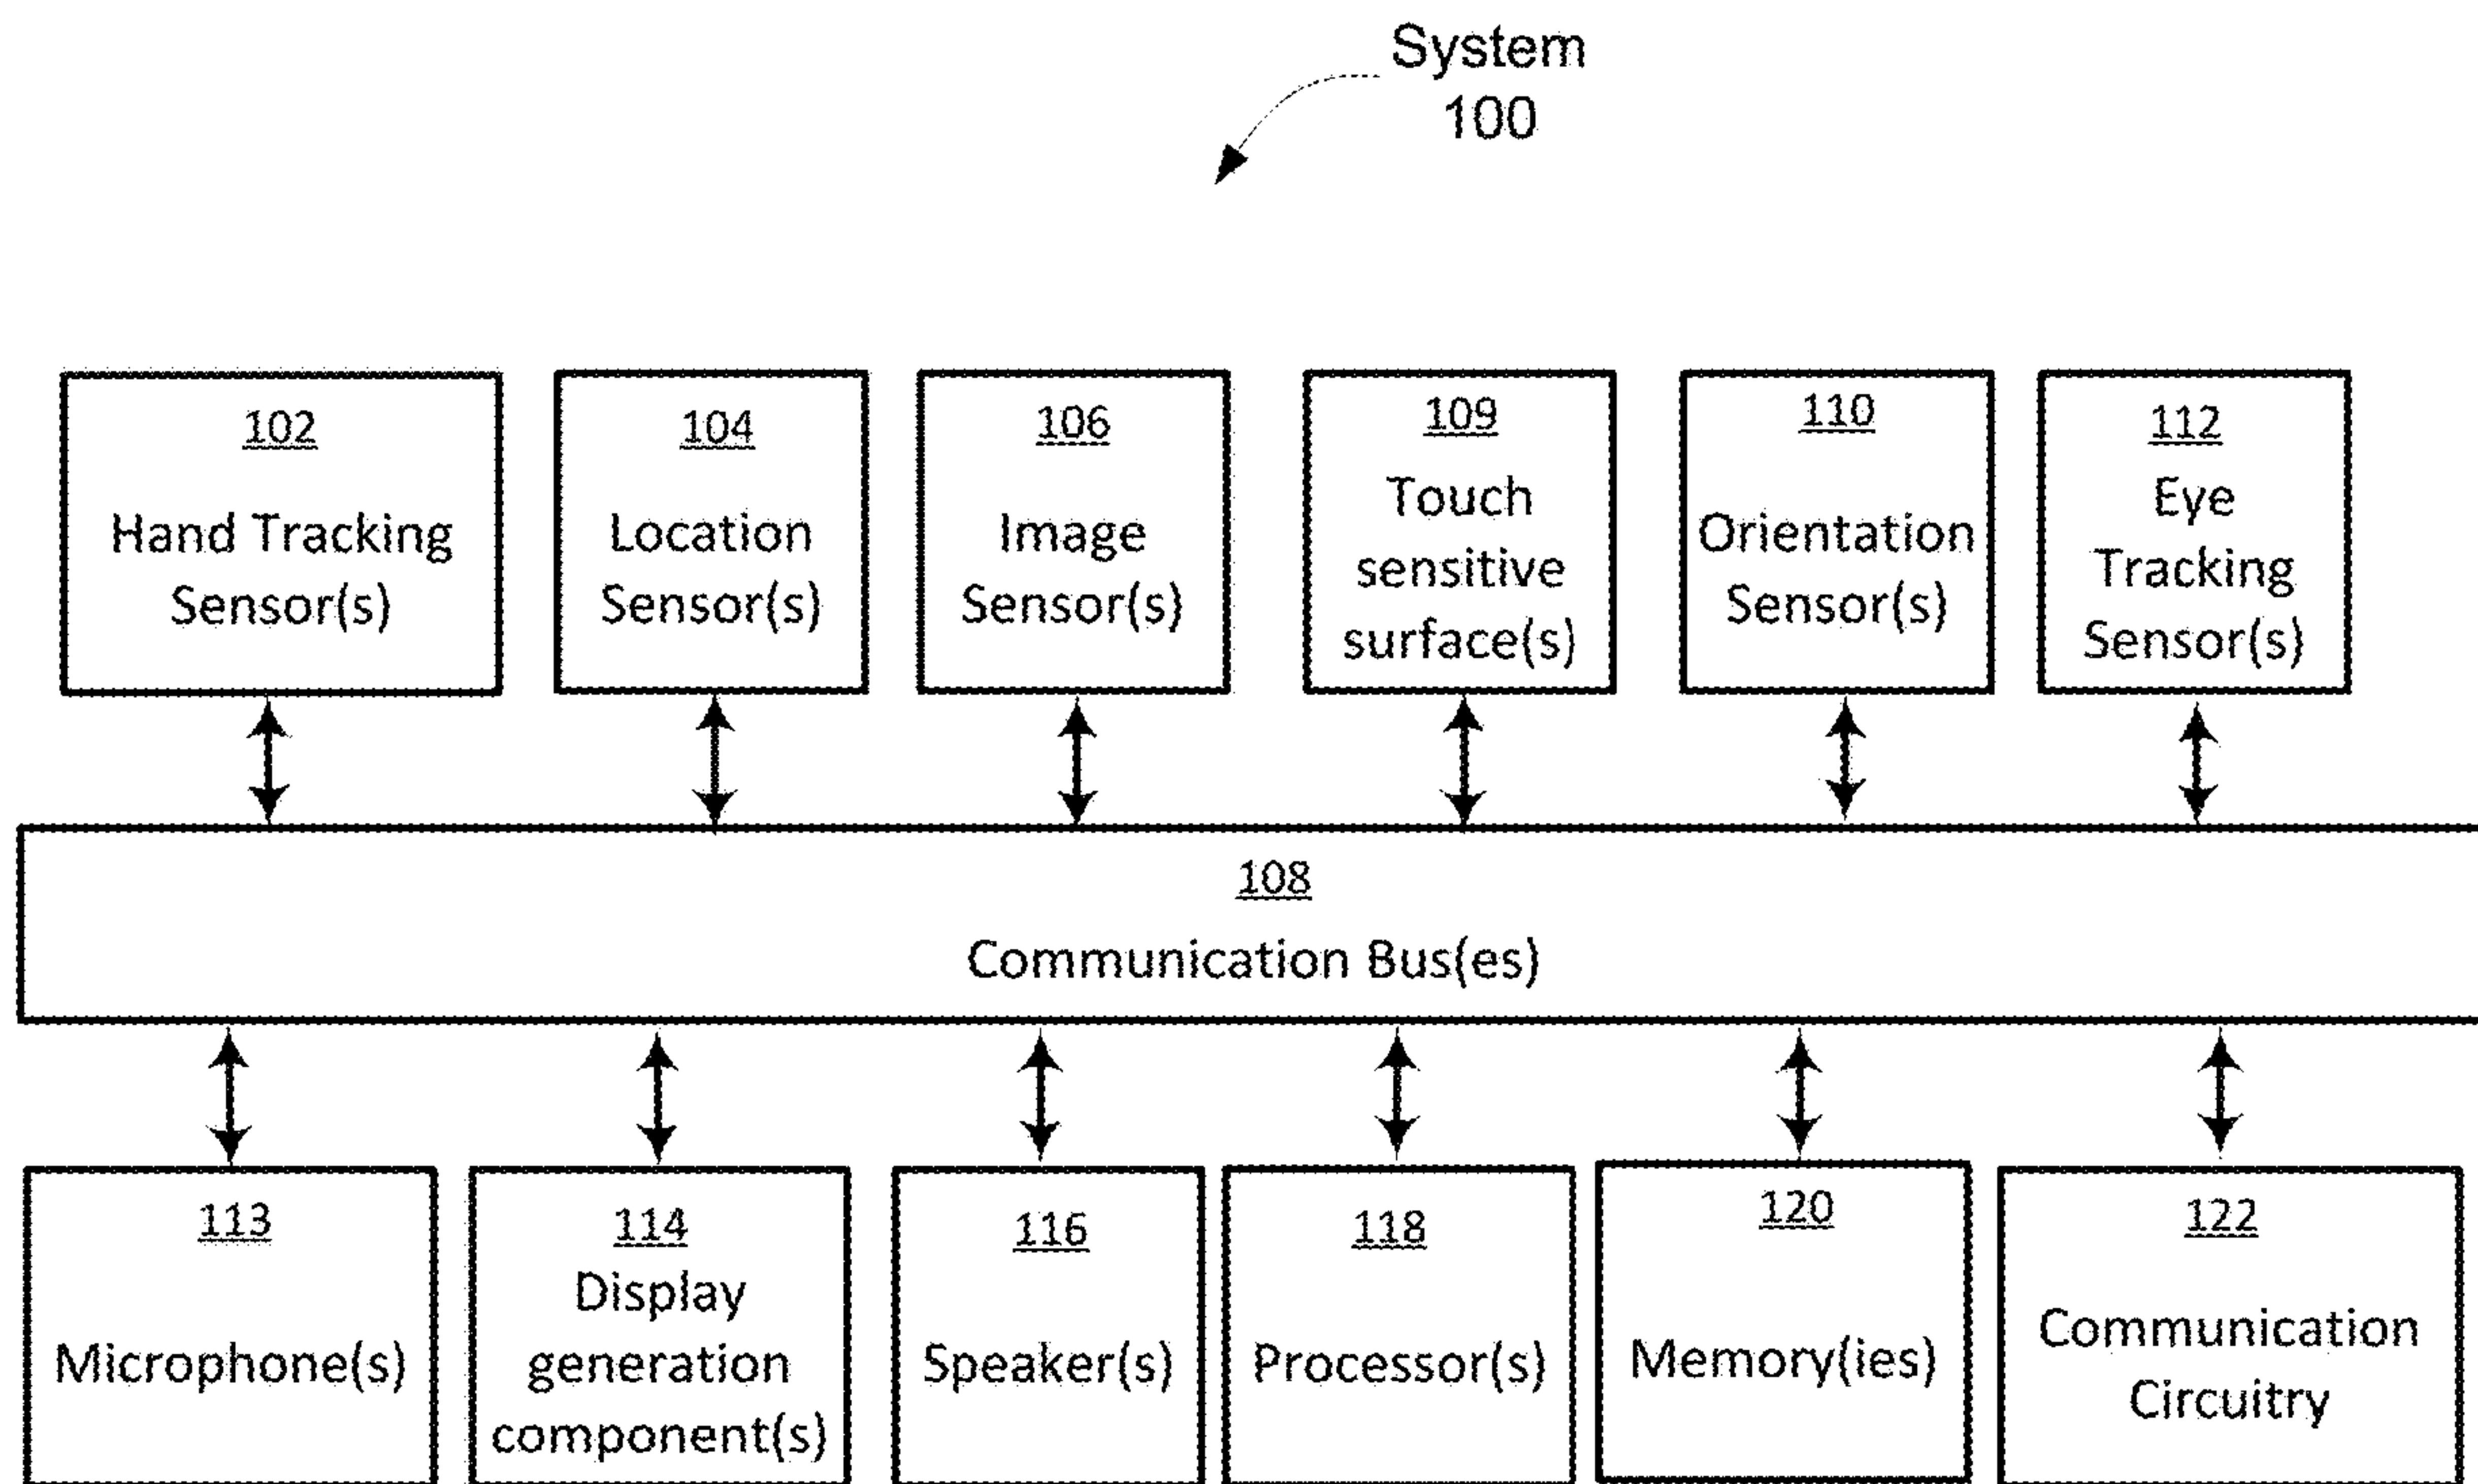 System
100
102
Hand Tracking
Sensor(s)
104
Location
Sensor(s)
106
Image
Sensor(s)
109
Touch
sensitive
surface(s)
110
Orientation
Sensor(s)
112
Eye
Tracking
Sensor(s)
108
Communication Bus(es)
113
Microphone(s)
114
Display
generation
component(s)
116
Speaker(s)
118
Processor(s)
120
Memory(ies)
122
Communication
Circuitry